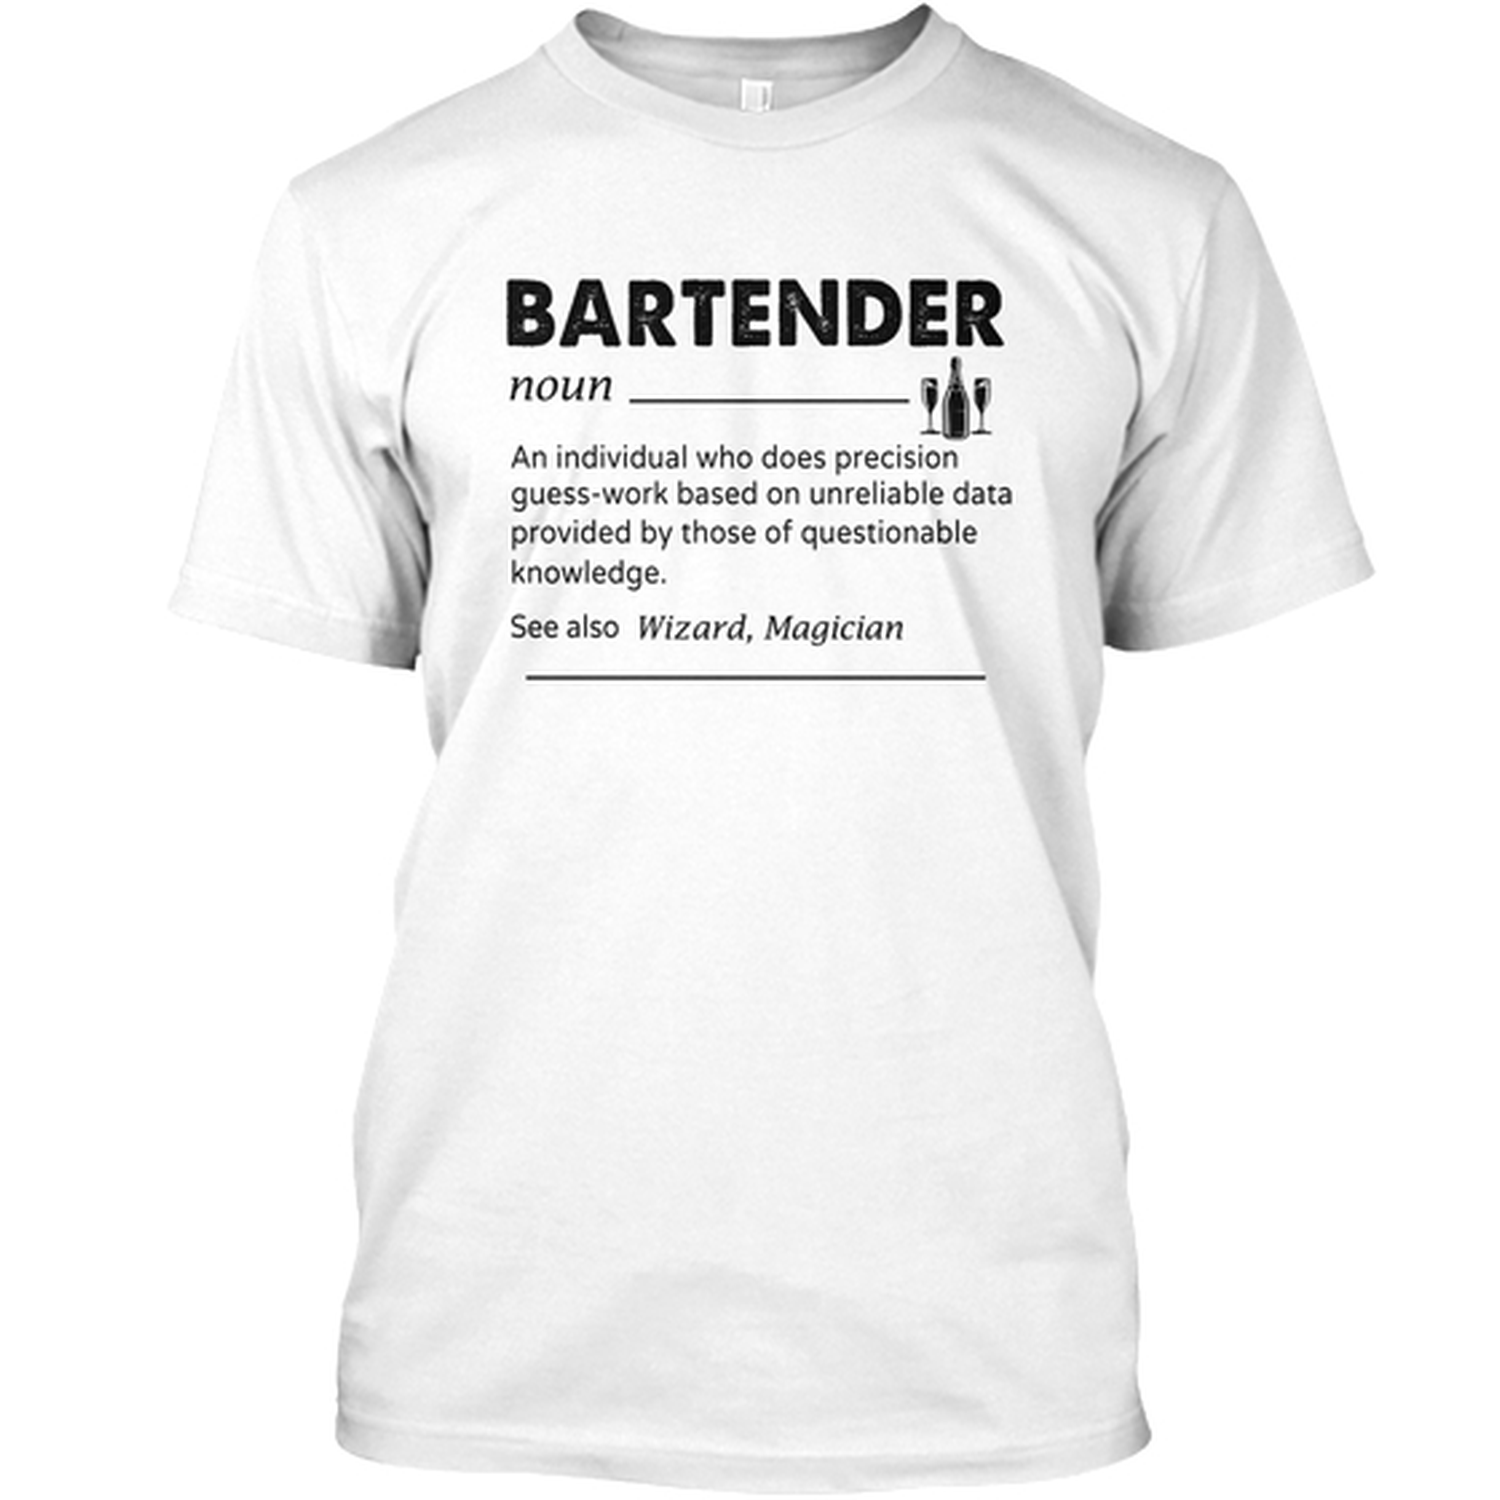 BARTENDER
noun
An individual who does precision
guess-work based on unreliable data
provided by those of questionable
knowledge.
See also Wizard, Magician